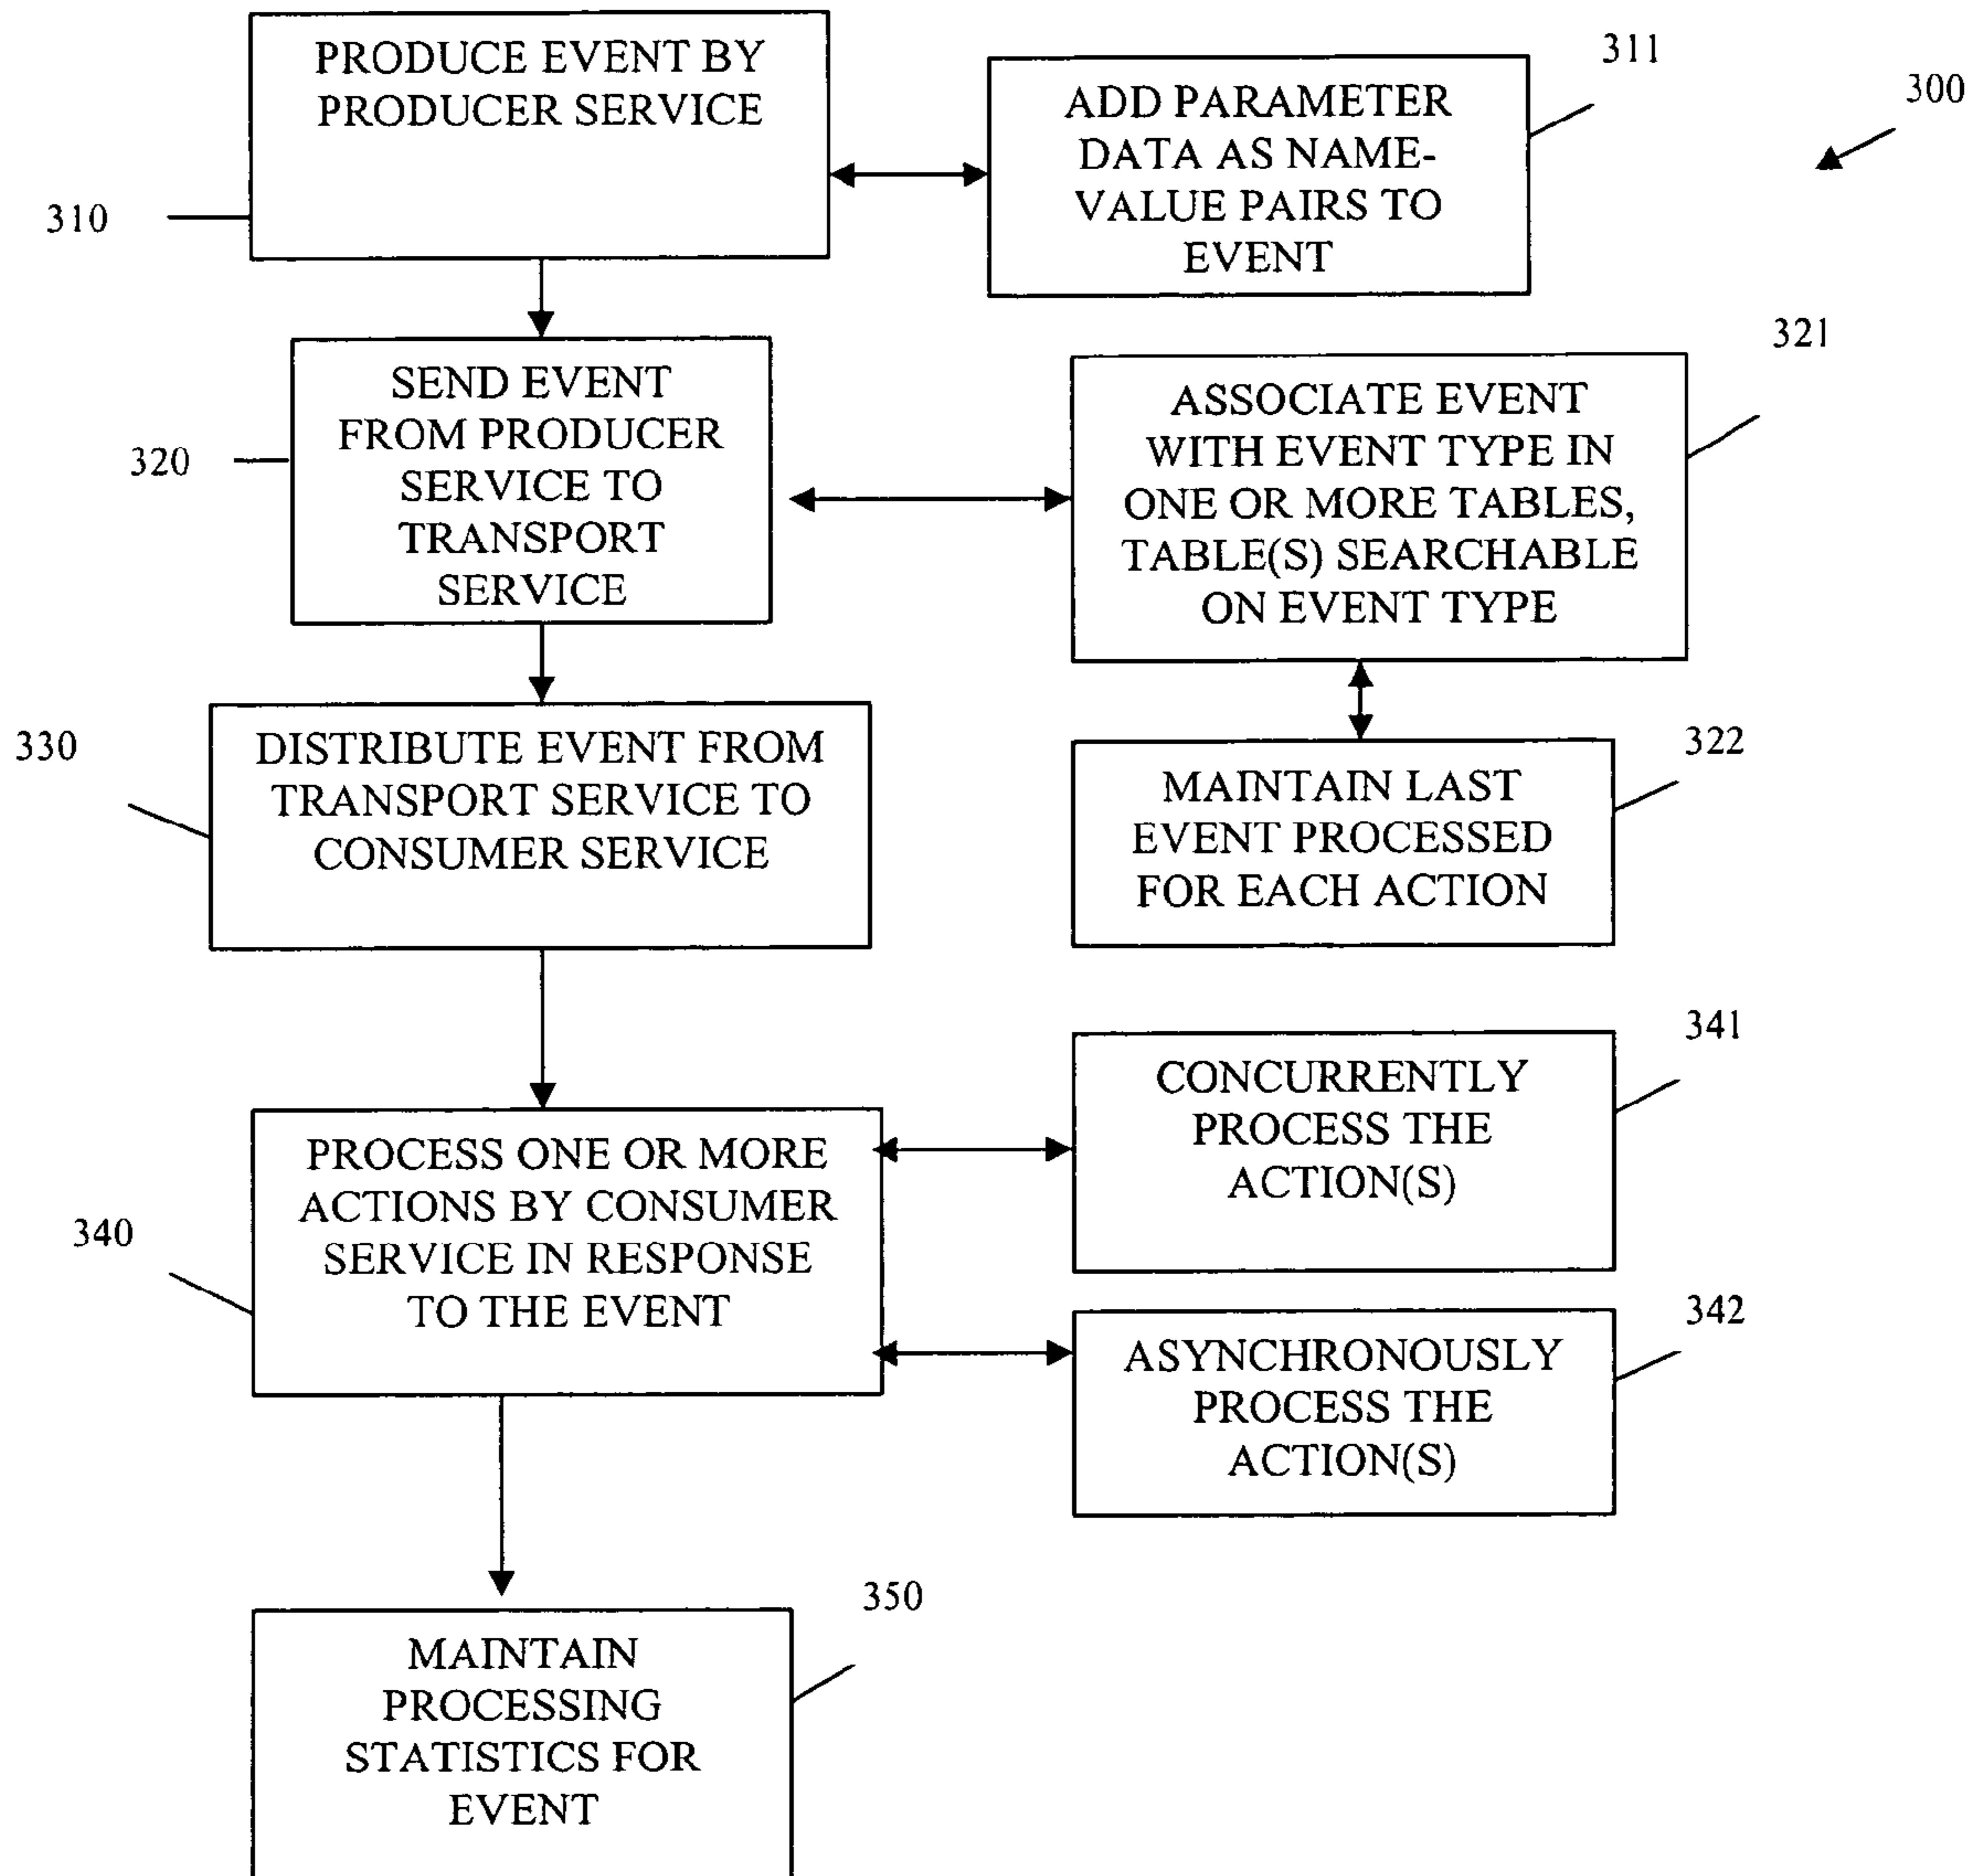 PRODUCE EVENT BY
PRODUCER SERVICE
310
ADD PARAMETER
DATA AS NAME-
VALUE PAIRS TO
EVENT
311
300
SEND EVENT
FROM PRODUCER
SERVICE TO
TRANSPORT
SERVICE
320
ASSOCIATE EVENT
WITH EVENT TYPE IN
ONE OR MORE TABLES,
TABLE(S) SEARCHABLE
ON EVENT TYPE
321
330
DISTRIBUTE EVENT FROM
TRANSPORT SERVICE TO
CONSUMER SERVICE
MAINTAIN LAST
EVENT PROCESSED
FOR EACH ACTION
322
340
PROCESS ONE OR MORE
ACTIONS BY CONSUMER
SERVICE IN RESPONSE
TO THE EVENT
CONCURRENTLY
PROCESS THE
ACTION(S)
341
ASYNCHRONOUSLY
PROCESS THE
ACTION(S)
342
MAINTAIN
PROCESSING
STATISTICS FOR
EVENT
350